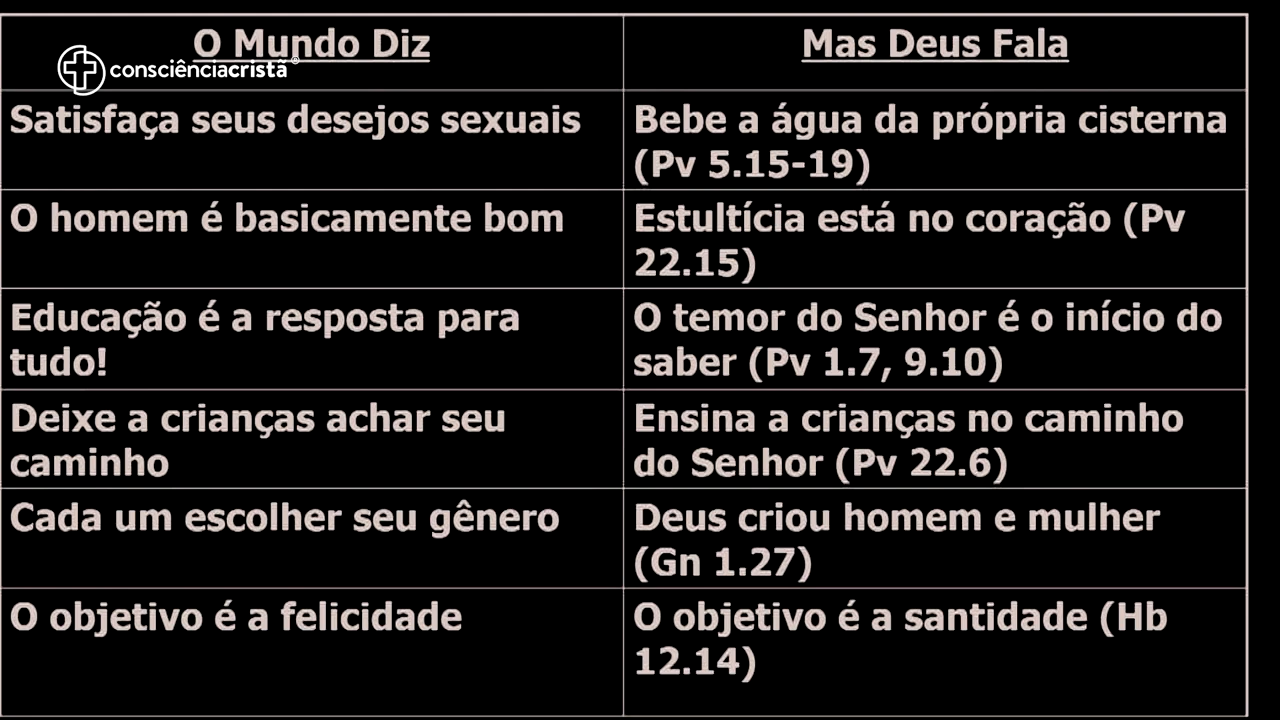 O Mundo Diz
Mas Deus Fala
consciênciacristã®
Satisfaça seus desejos sexuais
Bebe a água da própria cisterna
(Pv 5.15-19)
O homem é basicamente bom
Estultícia está no coração (Pv
22.15)
Educação é a resposta para
tudo!
O temor do Senhor é o início do
saber (Pv 1.7, 9.10)
Deixe a crianças achar seu
caminho
Ensina a crianças no caminho
do Senhor (Pv 22.6)
Cada um escolher seu gênero
Deus criou homem e mulher
(Gn 1.27)
O objetivo é a felicidade
O objetivo é a santidade (Hb
12.14)